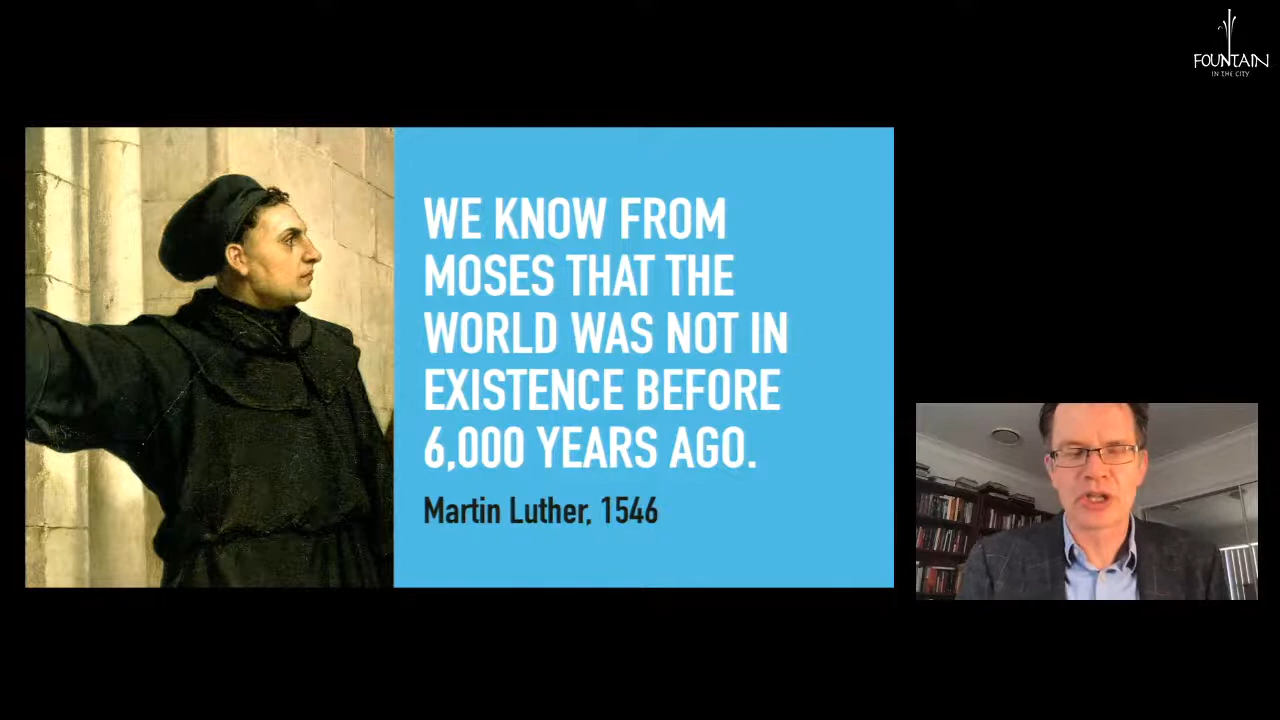 FOUNTAIN
IN THE CITY
WE KNOW FROM
MOSES THAT THE
WORLD WAS NOT IN
EXISTENCE BEFORE
6,000 YEARS AGO.
Martin Luther, 1546